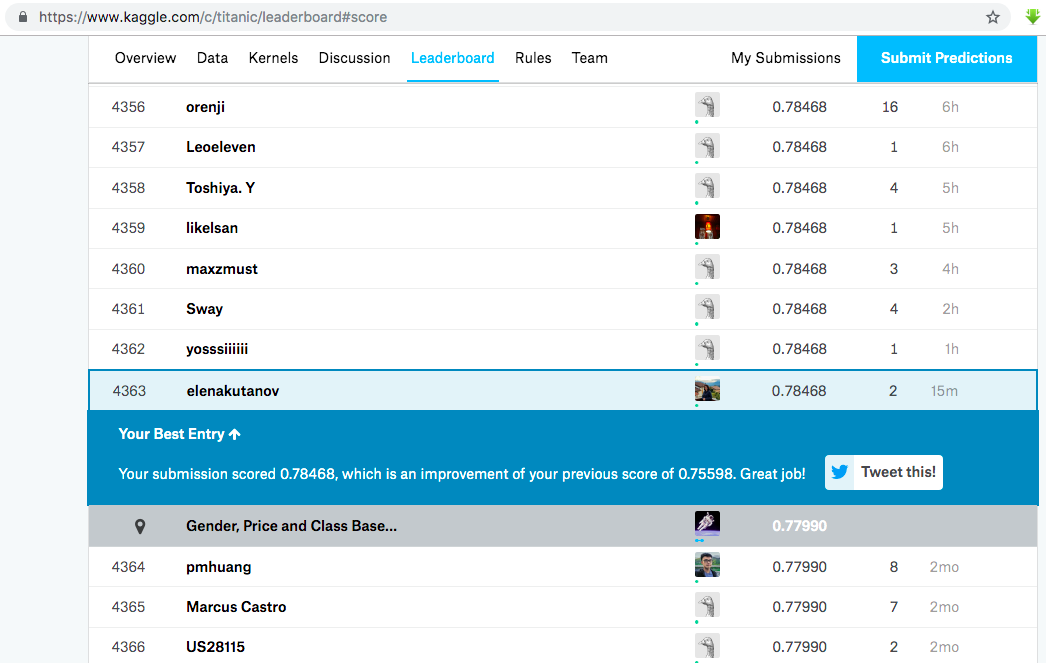 https://www.kaggle.com/c/titanic/leaderboard#score
Overview Data Kernels Discussion Leaderboard Rules Team My Submissions Submit Predictions
4356 orenji 0.78468 16 6h
4357 Leoeleven 0.78468 1 6h
4358 Toshiya. Y 0.78468 4 5h
4359 likelsan 0.78468 1 5h
4360 maxzmust 0.78468 3 4h
4361 Sway 0.78468 4 2h
4362 yosssiiiiii 0.78468 1 1h
4363 elenakutanov 0.78468 2 15m
Your Best Entry
Your submission scored 0.78468, which is an improvement of your previous score of 0.75598. Great job! Tweet this!
Gender, Price and Class Base... 0.77990
4364 pmhuang 0.77990 8 2mo
4365 Marcus Castro 0.77990 7 2mo
4366 US28115 0.77990 2 2mo